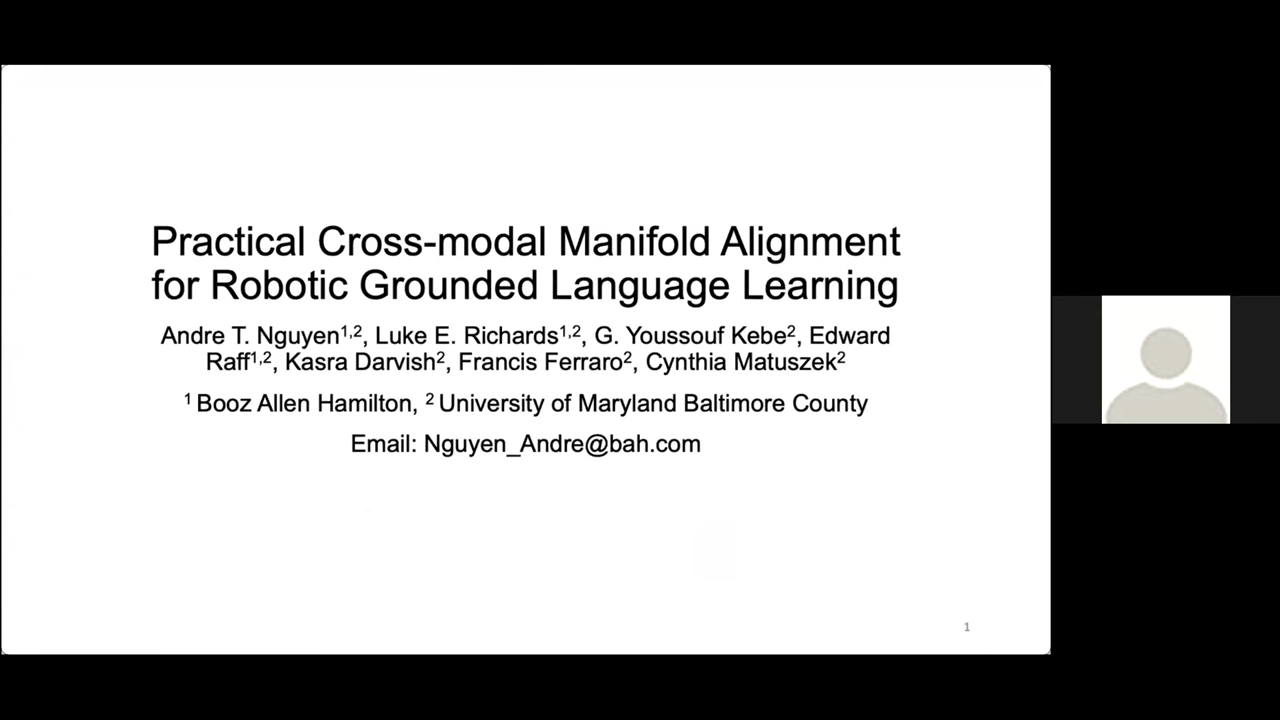 Practical Cross-modal Manifold Alignment
for Robotic Grounded Language Learning
Andre T. Nguyen¹,², Luke E. Richards¹,², G. Youssouf Kebe², Edward
Raff¹,², Kasra Darvish², Francis Ferraro², Cynthia Matuszek²
¹ Booz Allen Hamilton, ² University of Maryland Baltimore County
Email: Nguyen_Andre@bah.com
1